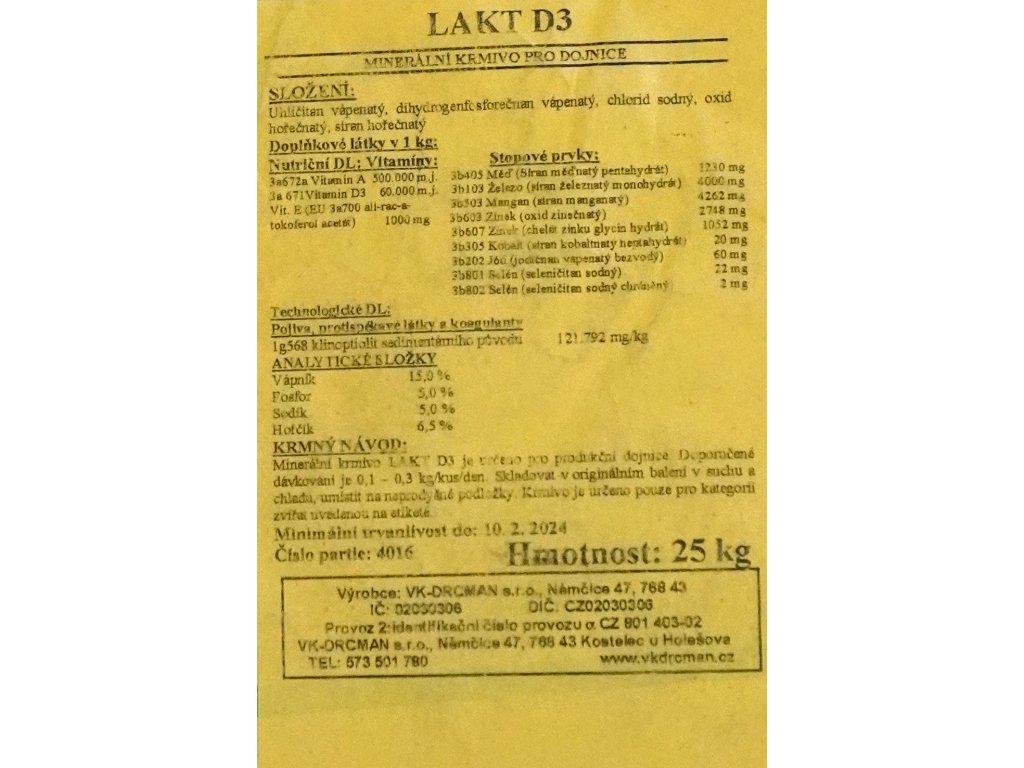 LAKT D3
MINERÁLNÍ KRMIVO PRO DOJNICE
SLOŽENÍ:
Uhličitan vápenatý, dihydrogenfosforečnan vápenatý, chlorid sodný, oxid
hořečnatý, síran hořečnatý
Doplňkové látky v 1 kg:
Nutriční DL: Vitamíny:
3a672a Vitamín A 500.000 m.j.
3a 671Vitamín D3 60.000 m.j.
Vit. E (EU 3a700 all-rac-a-
tokoferol acetát) 1000 mg
Stopové prvky:
3b405 Měď (Síran měďnatý pentahydrát) 1230 mg
3b103 Železo (síran železnatý monohydrát) 4000 mg
3b503 Mangan (síran manganatý) 4262 mg
3b603 Zinek (oxid zinečnatý) 2748 mg
3b607 Zinek (chelát zinku glycin hydrát) 1052 mg
3b305 Kobalt (síran kobaltnatý heptahydrát) 20 mg
3b202 Jód (jodičnan vápenatý bezvodý) 60 mg
3b801 Selén (seleničitan sodný) 22 mg
3b802 Selén (seleničitan sodný chráněný) 2 mg
Technologické DL:
Pojiva, protispékavé látky a koagulanty
1g568 klinoptiolit sedimentárního původu 121.792 mg/kg
ANALYTICKÉ SLOŽKY
Vápník 15,0 %
Fosfor 5,0 %
Sodík 5,0 %
Hořčík 6,5 %
KRMNÝ NÁVOD:
Minerální krmivo LAKT D3 je určeno pro produkční dojnice. Doporučené
dávkování je 0,1 – 0,3 kg/kus/den. Skladovat v originálním balení v suchu a
chladu, umístit na neprodyšné podložky. Krmivo je určeno pouze pro kategorii
zvířat uvedenou na etiketě.
Minimální trvanlivost do: 10. 2. 2024
Číslo partie: 4016
Hmotnost: 25 kg
Výrobce: VK-DRCMAN s.r.o., Němčice 47, 768 43
IČ: 02030306 DIČ: CZ02030306
Provoz 2:identifikační číslo provozu α CZ 801 403-02
VK-DRCMAN s.r.o., Němčice 47, 768 43 Kostelec u Holešova
TEL: 573 501 780 www.vkdrcman.cz